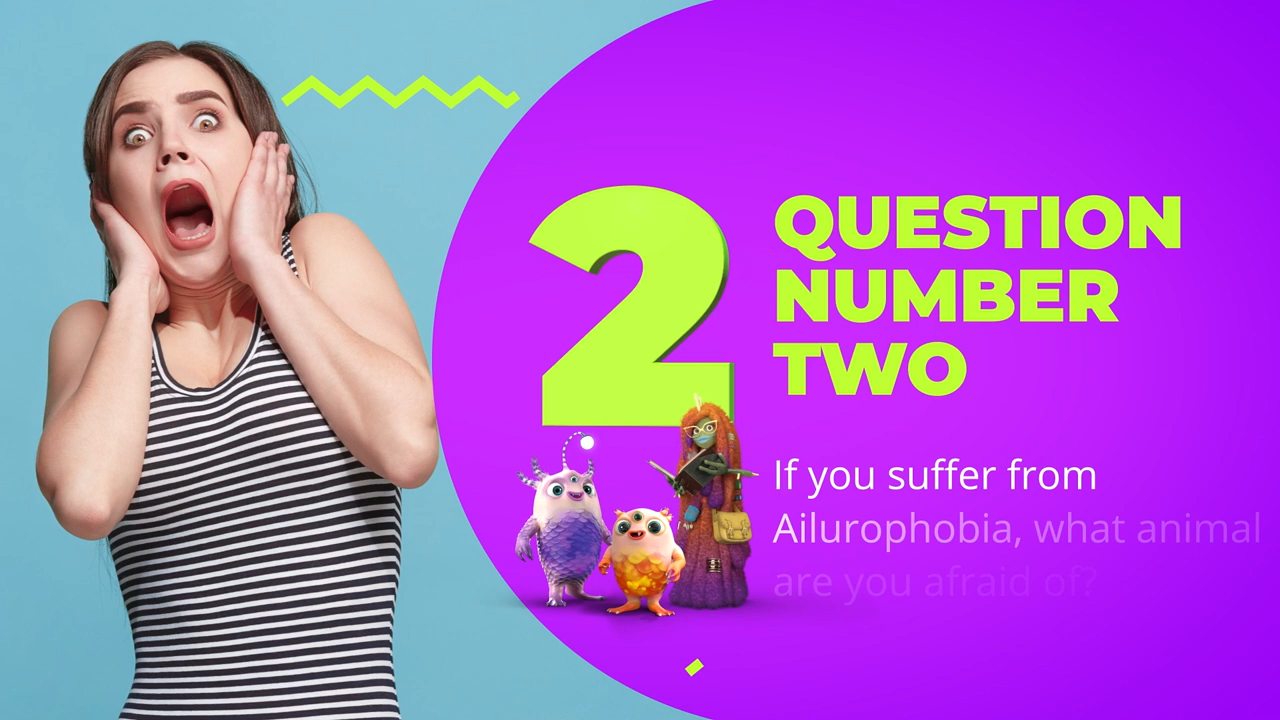 2
QUESTION
NUMBER
TWO
If you suffer from
Ailurophobia, what animal
are you afraid of?